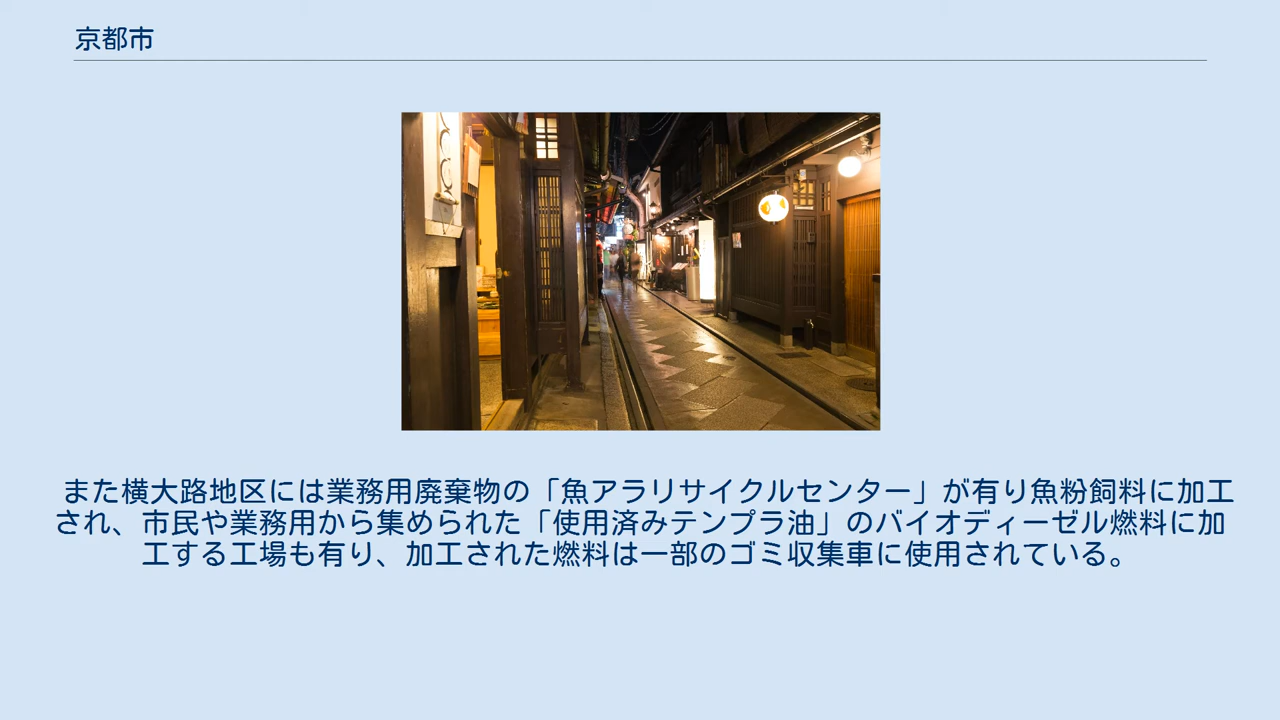 京都市
また横大路地区には業務用廃棄物の「魚アラリサイクルセンター」が有り魚粉飼料に加工
され、市民や業務用から集められた「使用済みテンプラ油」のバイオディーゼル燃料に加
工する工場も有り、加工された燃料は一部のゴミ収集車に使用されている。